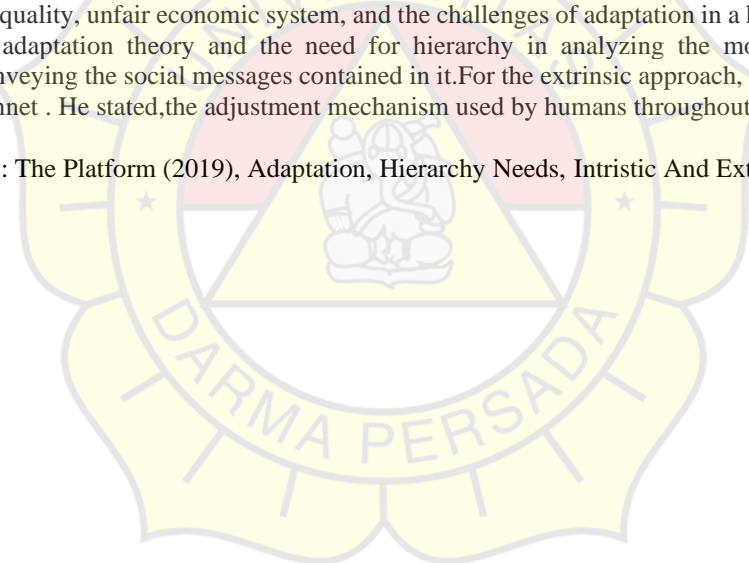 quality, unfair economic system, and the challenges of adaptation in a
adaptation theory and the need for hierarchy in analyzing the
nveying the social messages contained in it.For the extrinsic approach,
nnet . He stated,the adjustment mechanism used by humans throughout
: The Platform (2019), Adaptation, Hierarchy Needs, Intristic And Ext
UNIVERSITAS
DARMA PERSADA